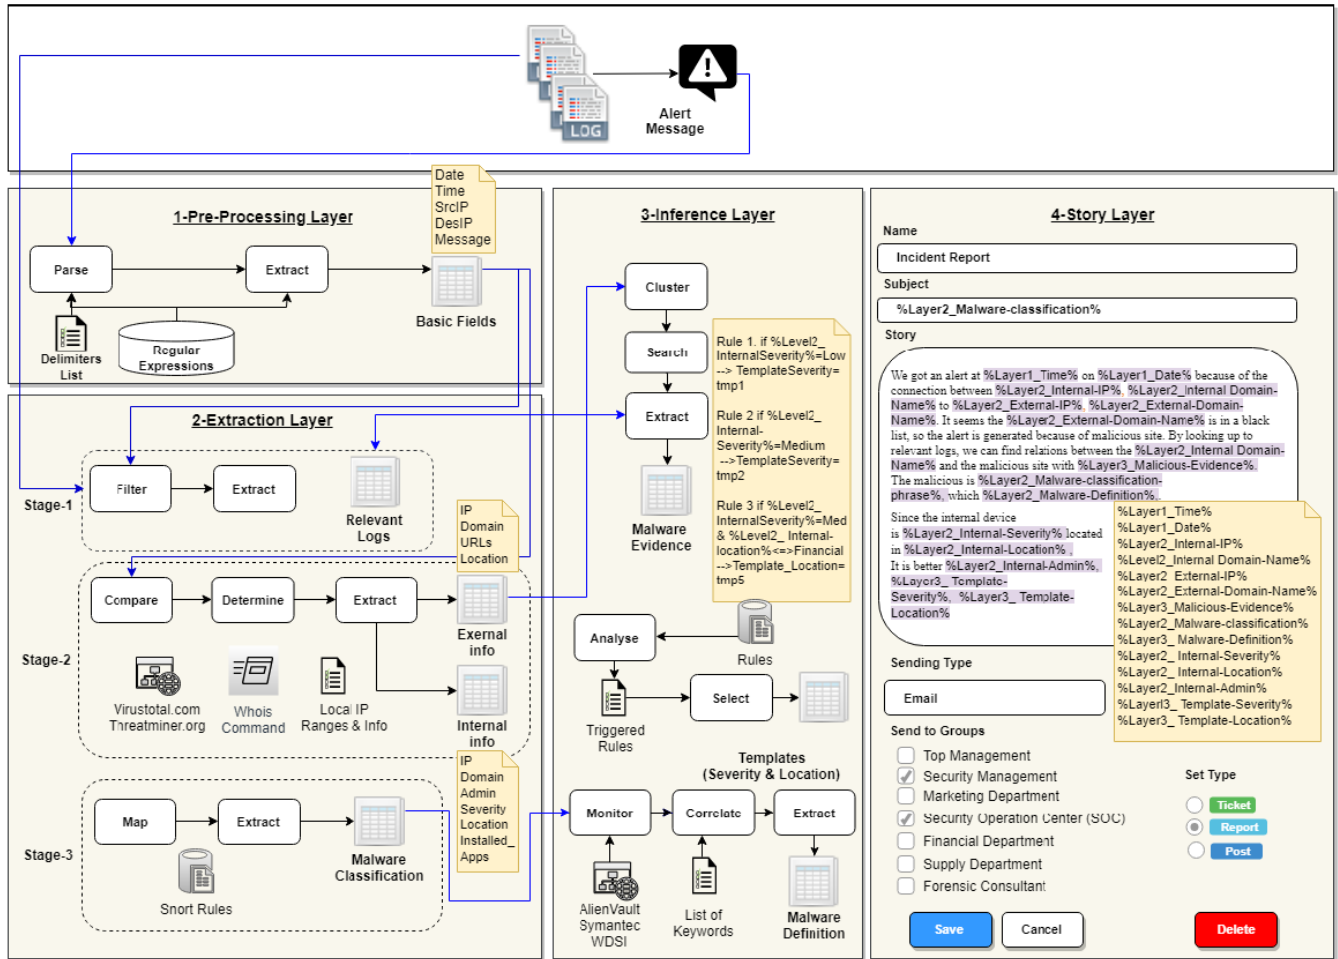 LOG
Alert
Message
Date
Time
SrcIP
DesIP
Message
1-Pre-Processing Layer
Parse
Extract
Basic Fields
Delimiters
List
Regular
Expressions
2-Extraction Layer
Stage-1
Filter
Extract
Relevant
Logs
IP
Domain
URLs
Location
Stage-2
Compare
Determine
Extract
Exernal
info
Internal
info
Virustotal.com
Threatminer.org
Whois
Command
Local IP
Ranges & Info
IP
Domain
Admin
Severity
Location
Installed_
Apps
Stage-3
Map
Extract
Malware
Classification
Snort Rules
3-Inference Layer
Cluster
Search
Extract
Malware
Evidence
Rule 1. if %Level2_
InternalSeverity%=Low
--> TemplateSeverity=
tmp1
Rule 2 if %Level2_
Internal-
Severity%=Medium
-->TemplateSeverity=
tmp2
Rule 3 if %Level2_
InternalSeverity%=Med
& %Level2_ Internal-
location%<=>Financial
-->Template_Location=
tmp5
Analyse
Rules
Triggered
Rules
Select
Templates
(Severity & Location)
Monitor
Correlate
Extract
AlienVault
Symantec
WDSI
List of
Keywords
Malware
Definition
4-Story Layer
Name
Incident Report
Subject
%Layer2_Malware-classification%
Story
We got an alert at %Layer1_Time% on %Layer1_Date% because of the
connection between %Layer2_Internal-IP%, %Layer2_internal Domain-
Name% to %Layer2_External-IP%, %Layer2_External-Domain-
Name%. It seems the %Layer2_External-Domain-Name% is in a black
list, so the alert is generated because of malicious site. By looking up to
relevant logs, we can find relations between the %Layer2_Internal Domain-
Name% and the malicious site with %Layer3_Malicious-Evidence%.
The malicious is %Layer2_Malware-classification-
phrase%, which %Layer2_Malware-Definition%,.
Since the internal device
is %Layer2_Internal-Severity% located
in %Layer2_Internal-Location% ,
It is better %Layer2_Internal-Admin%,
%Layer3_ Template-
Severity%, %Layer3_ Template-
Location%
%Layer1_Time%
%Layer1_Date%
%Layer2_Internal-IP%
%Level2_Internal Domain-Name%
%Layer2_External-IP%
%Layer2_External-Domain-Name%
%Layer3_Malicious-Evidence%
%Layer2_Malware-classification%
%Layer3_ Malware-Definition%
%Layer2_ Internal-Severity%
%Layer2_ Internal-Location%
%Layer2_Internal-Admin%
%Layerl3_ Template-Severity%
%Layer3_ Template-Location%
Sending Type
Email
Send to Groups
Top Management
Security Management
Marketing Department
Security Operation Center (SOC)
Financial Department
Supply Department
Forensic Consultant
Set Type
Ticket
Report
Post
Save
Cancel
Delete